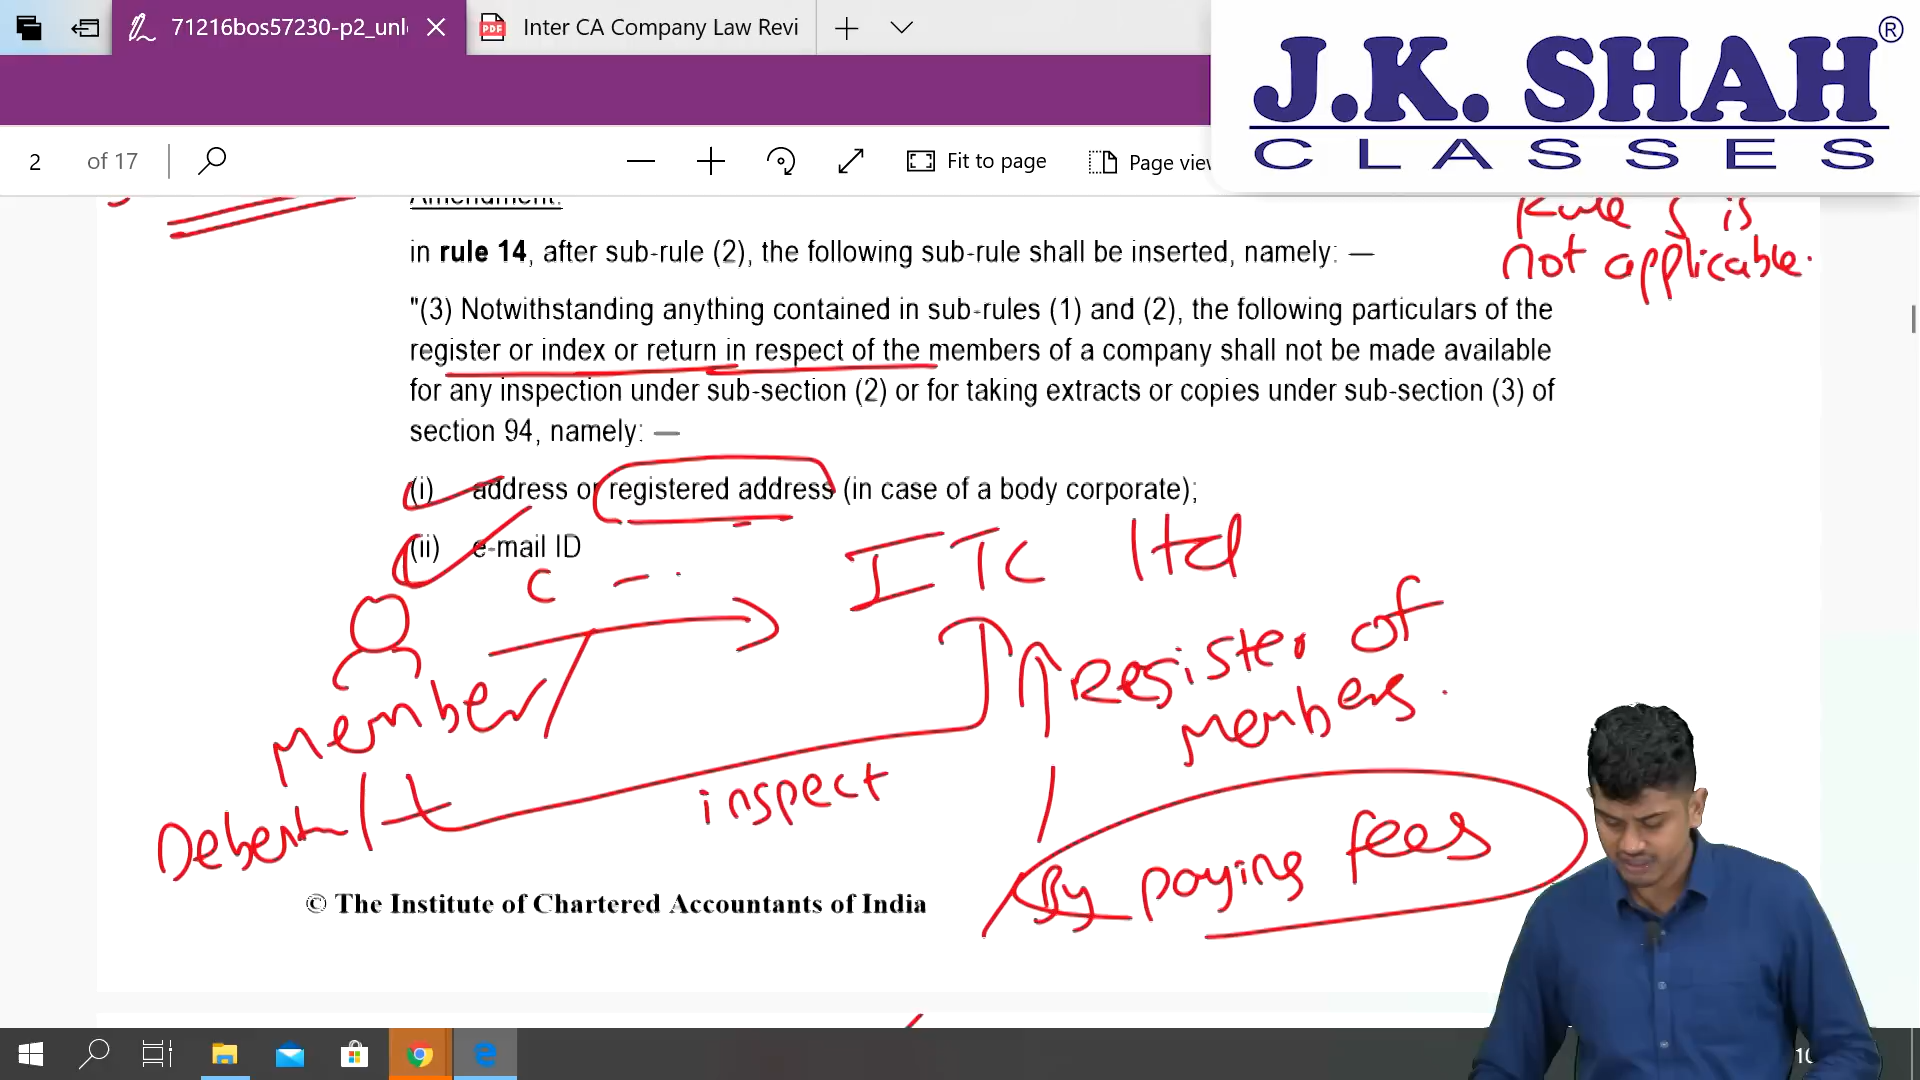 71216bos57230-p2_unl
Inter CA Company Law Revi
J.K. SHAH ®
CLASSES
2 of 17
Fit to page
Page view
Amendment:
Rule 5 is
not applicable.
in rule 14, after sub-rule (2), the following sub-rule shall be inserted, namely: —
"(3) Notwithstanding anything contained in sub-rules (1) and (2), the following particulars of the
register or index or return in respect of the members of a company shall not be made available
for any inspection under sub-section (2) or for taking extracts or copies under sub-section (3) of
section 94, namely: —
(i) address or registered address (in case of a body corporate);
(ii) e-mail ID
ITC ltd
Register of
members.
member
inspect
Debent
By paying fees
© The Institute of Chartered Accountants of India